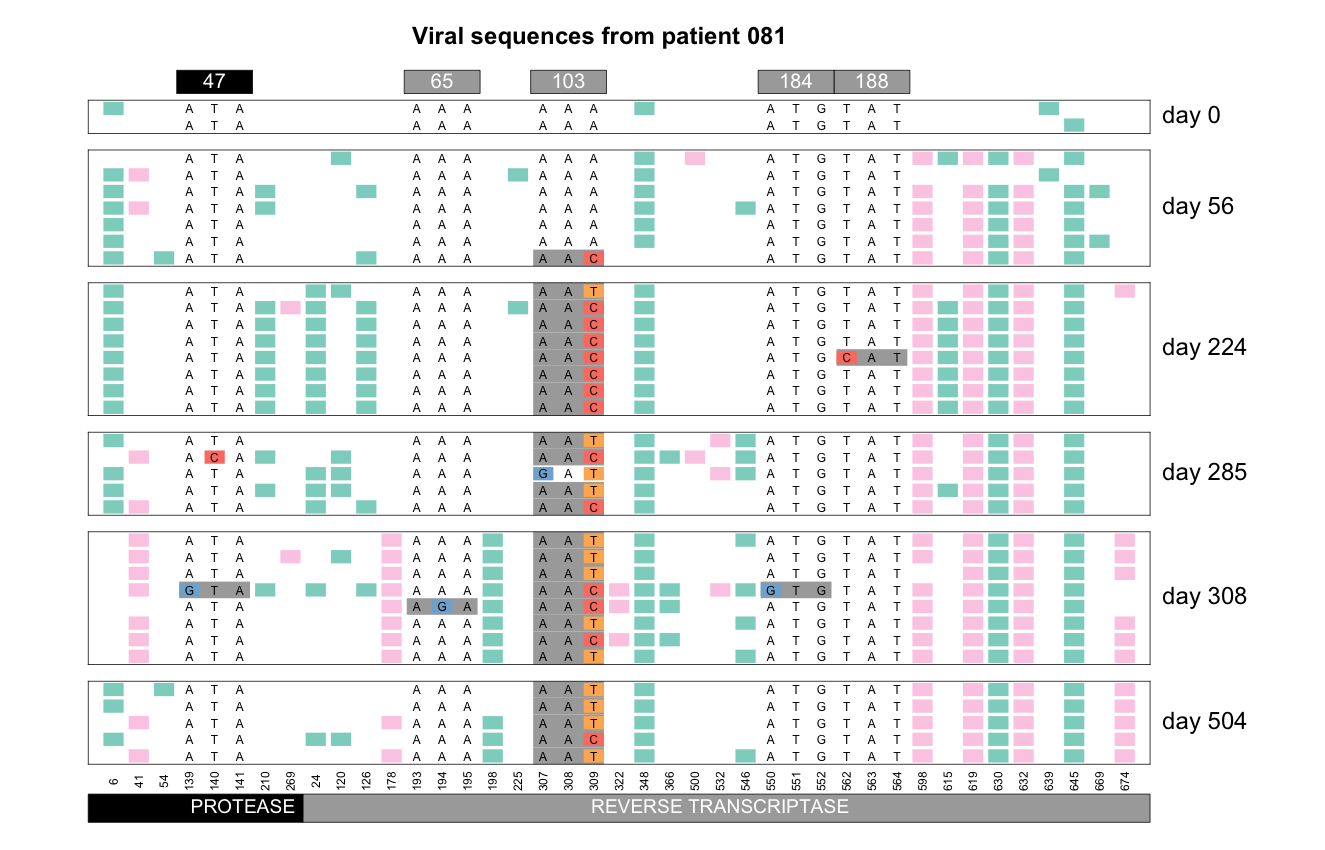 Viral sequences from patient 081
47 65 103 184 188
A T A A A A A A A A T G T A T
day 0
A T A A A A A A A A T G T A T
A T A A A A A A A A T G T A T
A T A A A A A A A A T G T A T
A T A A A A A A A A T G T A T
A T A A A A A A A A T G T A T
day 56
A T A A A A A A A A T G T A T
A T A A A A A A A A T G T A T
A T A A A A A A C A T G T A T
A T A A A A A A T A T G T A T
A T A A A A A A C A T G T A T
A T A A A A A A C A T G T A T
A T A A A A A A C A T G T A T
day 224
A T A A A A A A C A T G C A T
A T A A A A A A C A T G T A T
A T A A A A A A C A T G T A T
A T A A A A A A C A T G T A T
A T A A A A A A T A T G T A T
A C A A A A A A C A T G T A T
A T A A A A G A T A T G T A T
day 285
A T A A A A A A T A T G T A T
A T A A A A A A C A T G T A T
A T A A A A A A T A T G T A T
A T A A A A A A T A T G T A T
A T A A A A A A T A T G T A T
G T A A A A A A C G T G T A T
day 308
A T A A G A A A C A T G T A T
A T A A A A A A T A T G T A T
A T A A A A A A C A T G T A T
A T A A A A A A T A T G T A T
A T A A A A A A T A T G T A T
A T A A A A A A T A T G T A T
A T A A A A A A T A T G T A T
day 504
A T A A A A A A C A T G T A T
A T A A A A A A T A T G T A T
6 41 54 139 140 141 210 269 24 120 126 178 193 194 195 198 225 307 308 309 322 348 366 500 532 546 550 551 552 562 563 564 598 615 619 630 632 639 645 669 674
PROTEASE REVERSE TRANSCRIPTASE